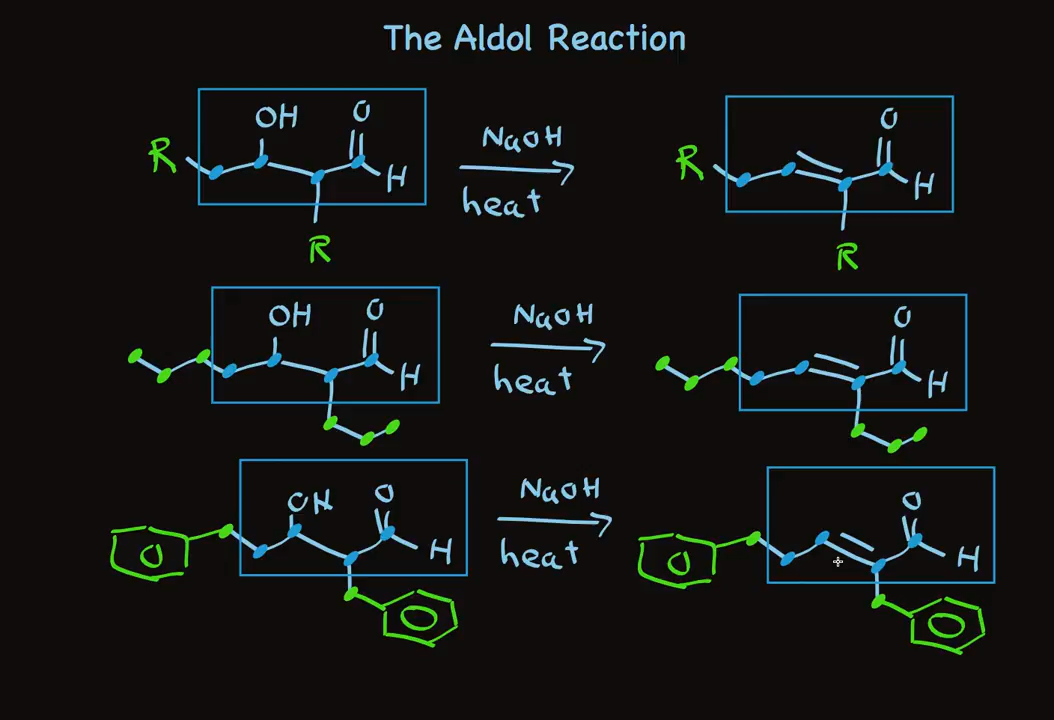 The Aldol Reaction
OH O
R H
R
NaOH
heat
O
R H
R
OH O
H
NaOH
heat
O
H
OH O
H
NaOH
heat
O
H